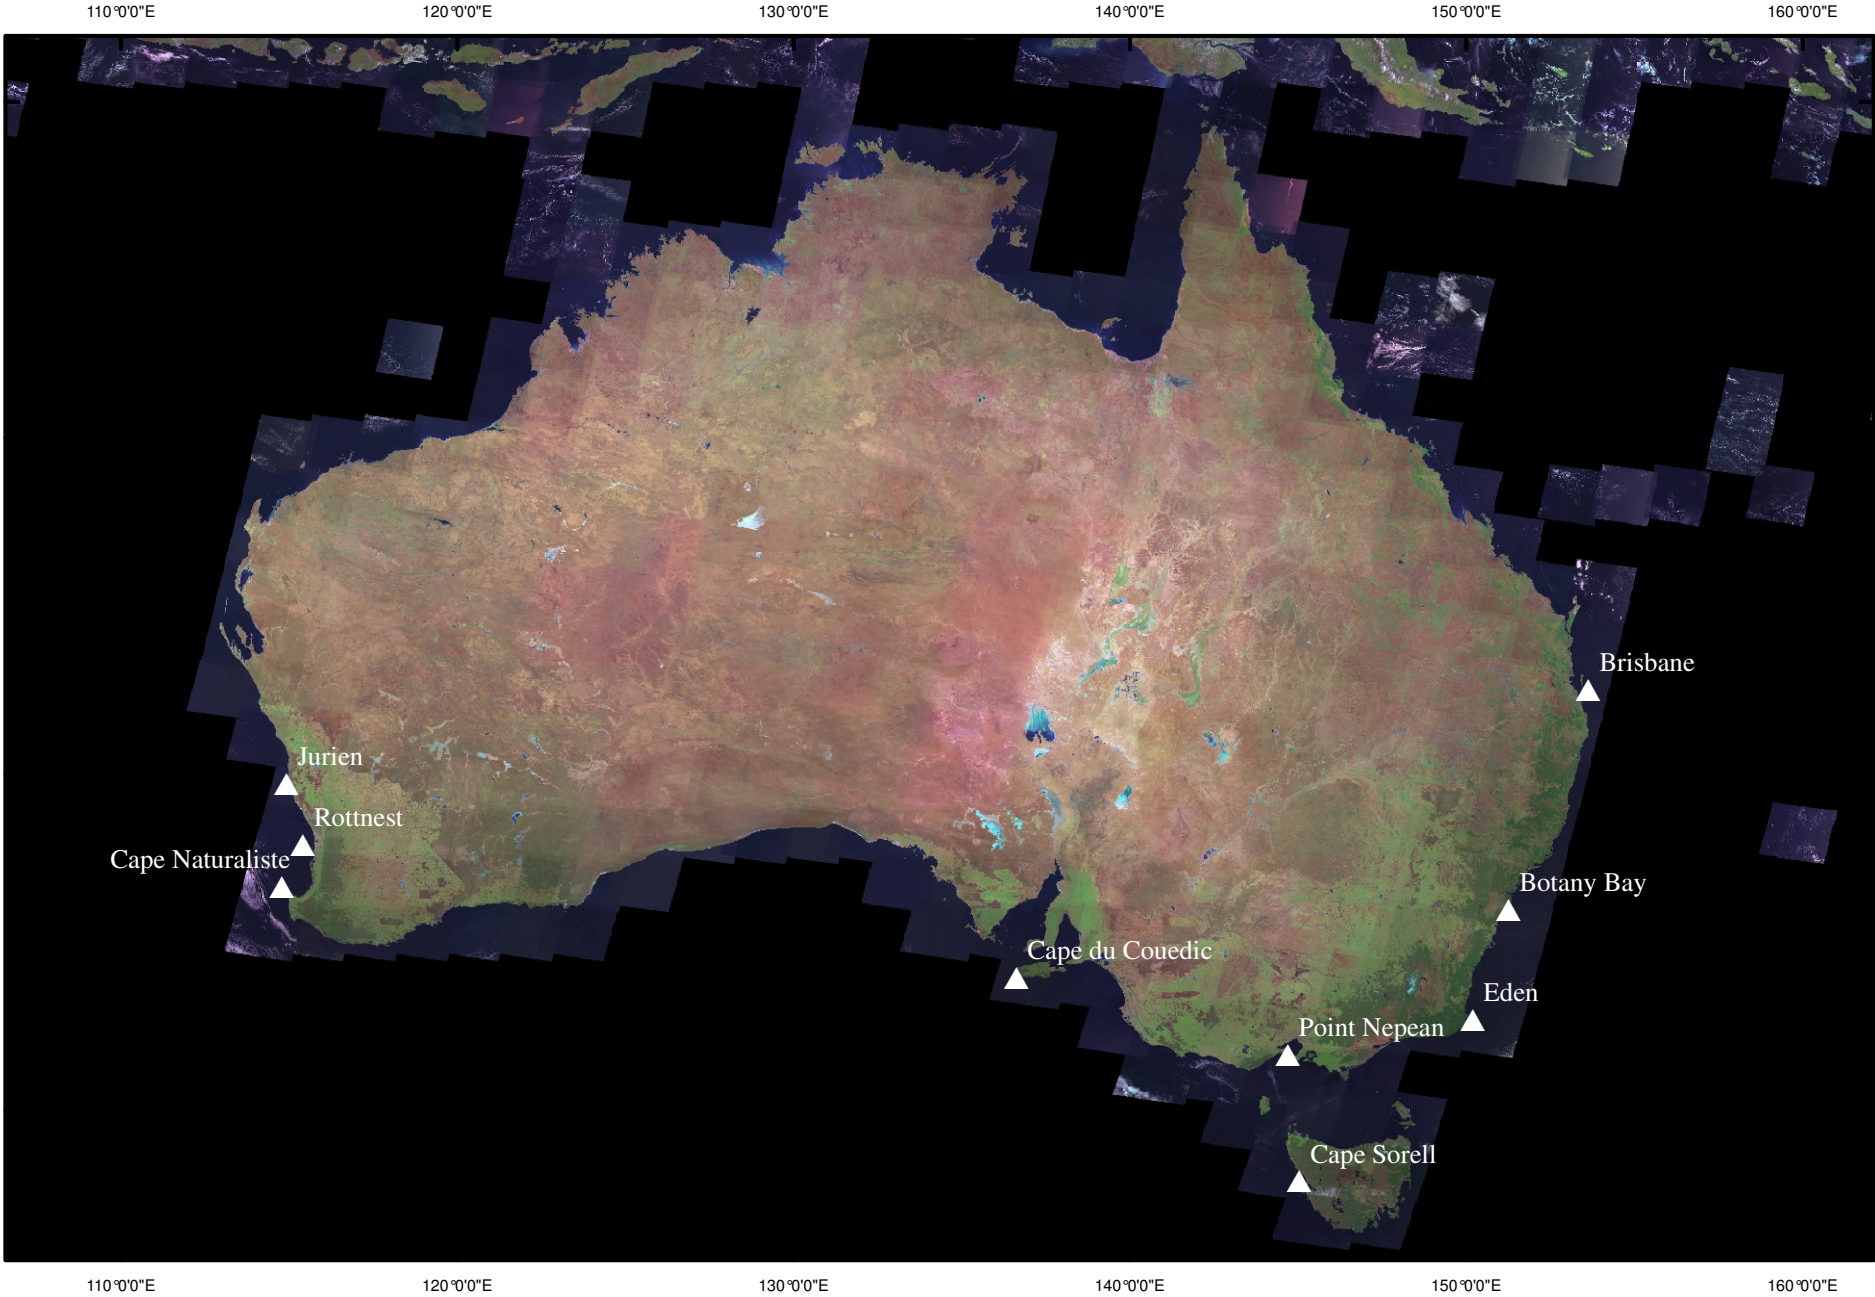 110°0'0"E 120°0'0"E 130°0'0"E 140°0'0"E 150°0'0"E 160°0'0"E
Brisbane
Jurien
Rottnest
Cape Naturaliste
Botany Bay
Cape du Couedic
Eden
Point Nepean
Cape Sorell
110°0'0"E 120°0'0"E 130°0'0"E 140°0'0"E 150°0'0"E 160°0'0"E